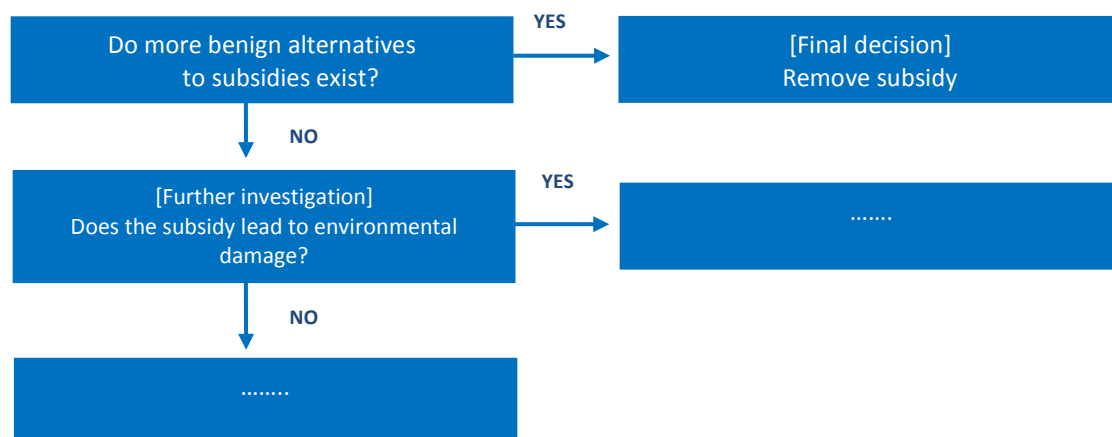 Do more benign alternatives
to subsidies exist?
YES
[Final decision]
Remove subsidy
NO
[Further investigation]
Does the subsidy lead to environmental
damage?
YES
.......
NO
........